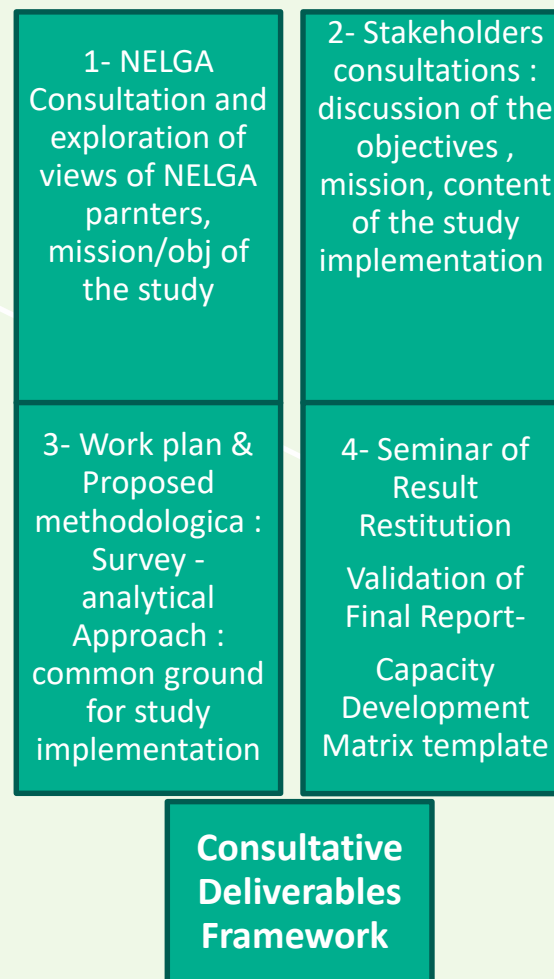 1- NELGA
Consultation and
exploration of
views of NELGA
parnters,
mission/obj of
the study
2- Stakeholders
consultations :
discussion of the
objectives ,
mission, content
of the study
implementation
3- Work plan &
Proposed
methodologica :
Survey -
analytical
Approach :
common ground
for study
implementation
4- Seminar of
Result
Restitution
Validation of
Final Report-
Capacity
Development
Matrix template
Consultative
Deliverables
Framework